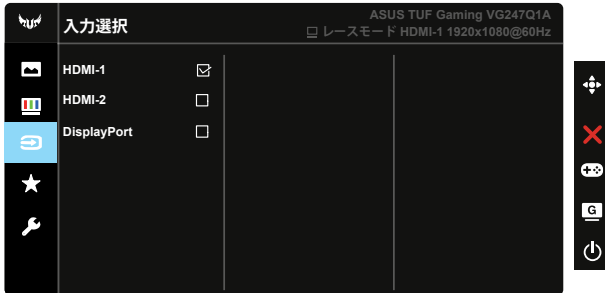 入力選択
ASUS TUF Gaming VG247Q1A
レースモード HDMI-1 1920x1080@60Hz
HDMI-1
HDMI-2
DisplayPort
G